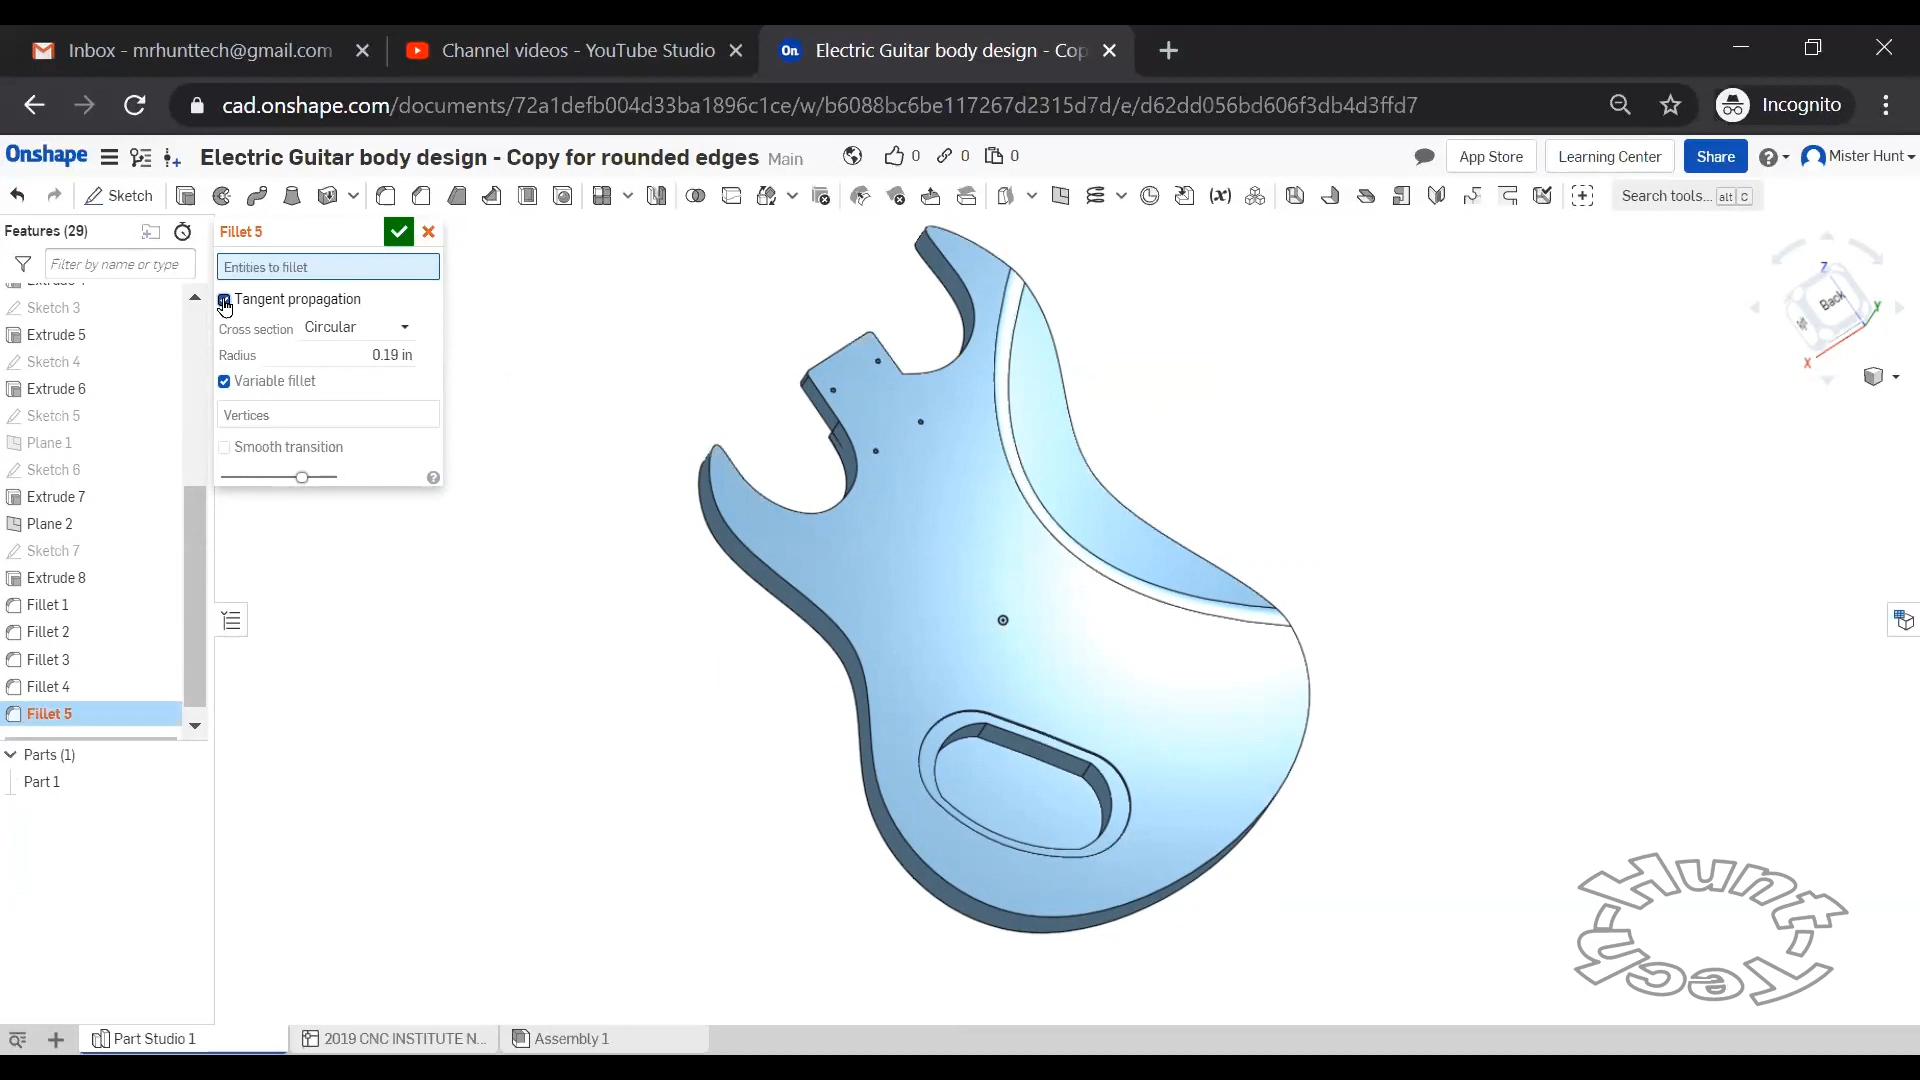 Inbox - mrhunttech@gmail.com
Channel videos - YouTube Studio
On. Electric Guitar body design - Cop
cad.onshape.com/documents/72a1defb004d33ba1896c1ce/w/b6088bc6be117267d2315d7d/e/d62dd056bd606f3db4d3ffd7
Incognito
Onshape
Electric Guitar body design - Copy for rounded edges Main
0 0 0
App Store
Learning Center
Share
Mister Hunt
Sketch
Search tools... alt C
Features (29)
Filter by name or type
Sketch 3
Extrude 5
Sketch 4
Extrude 6
Sketch 5
Plane 1
Sketch 6
Extrude 7
Plane 2
Sketch 7
Extrude 8
Fillet 1
Fillet 2
Fillet 3
Fillet 4
Fillet 5
Parts (1)
Part 1
Fillet 5
Entities to fillet
Tangent propagation
Cross section Circular
Radius 0.19 in
Variable fillet
Vertices
Smooth transition
Z
Back
Y
X
Hunt
Tech
Part Studio 1
2019 CNC INSTITUTE N...
Assembly 1